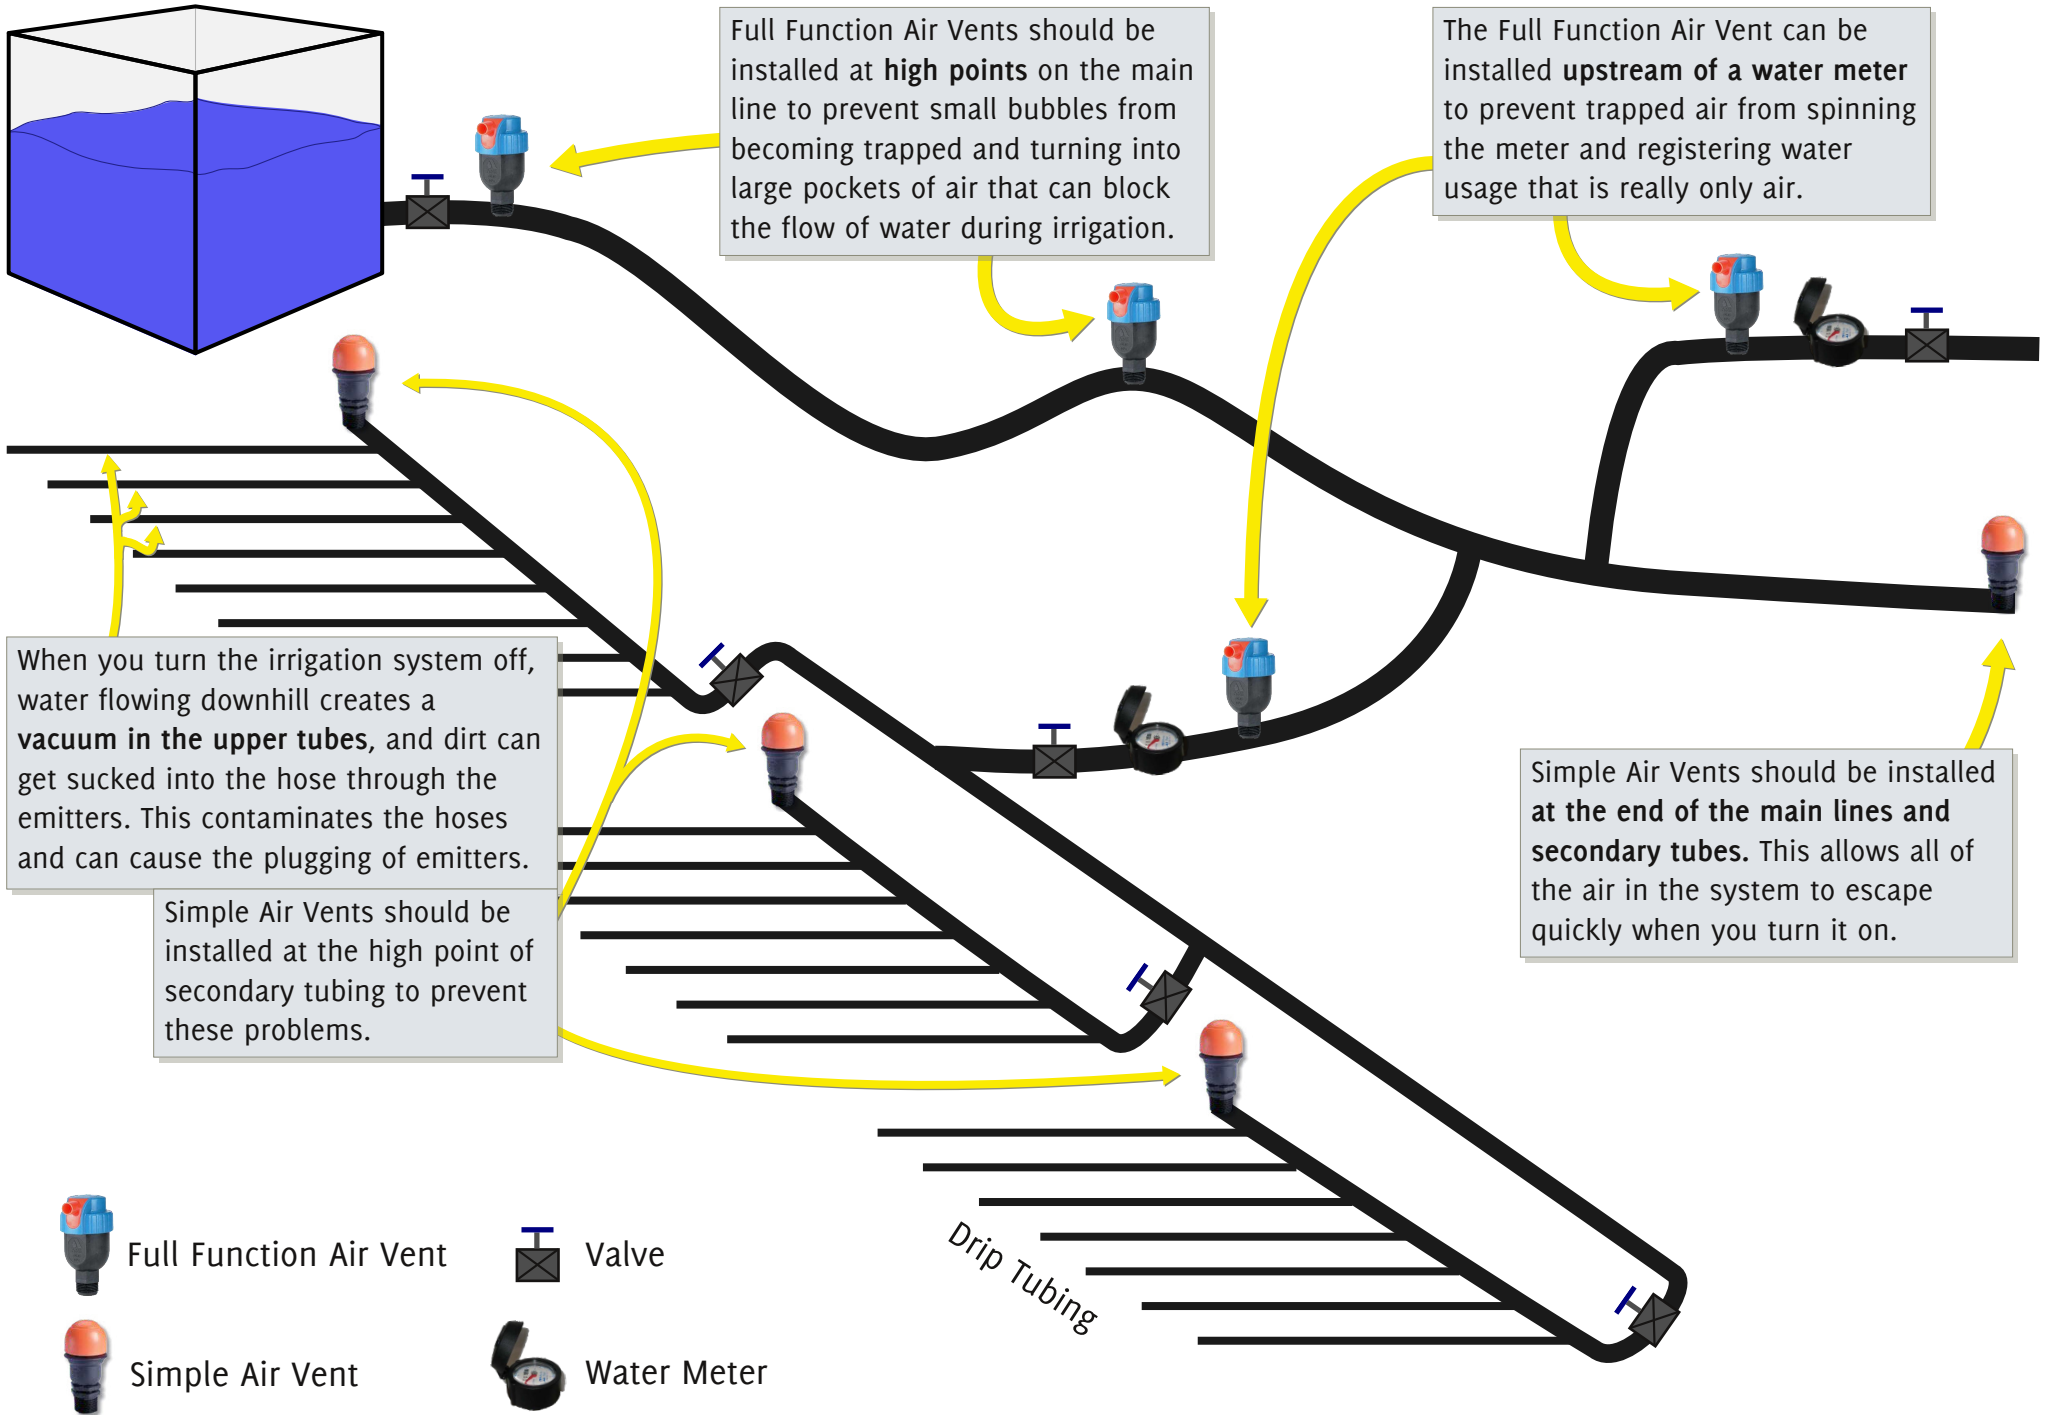 Full Function Air Vents should be
installed at high points on the main
line to prevent small bubbles from
becoming trapped and turning into
large pockets of air that can block
the flow of water during irrigation.
The Full Function Air Vent can be
installed upstream of a water meter
to prevent trapped air from spinning
the meter and registering water
usage that is really only air.
When you turn the irrigation system off,
water flowing downhill creates a
vacuum in the upper tubes, and dirt can
get sucked into the hose through the
emitters. This contaminates the hoses
and can cause the plugging of emitters.
Simple Air Vents should be
installed at the high point of
secondary tubing to prevent
these problems.
Simple Air Vents should be installed
at the end of the main lines and
secondary tubes. This allows all of
the air in the system to escape
quickly when you turn it on.
Drip Tubing
Full Function Air Vent
Valve
Simple Air Vent
Water Meter